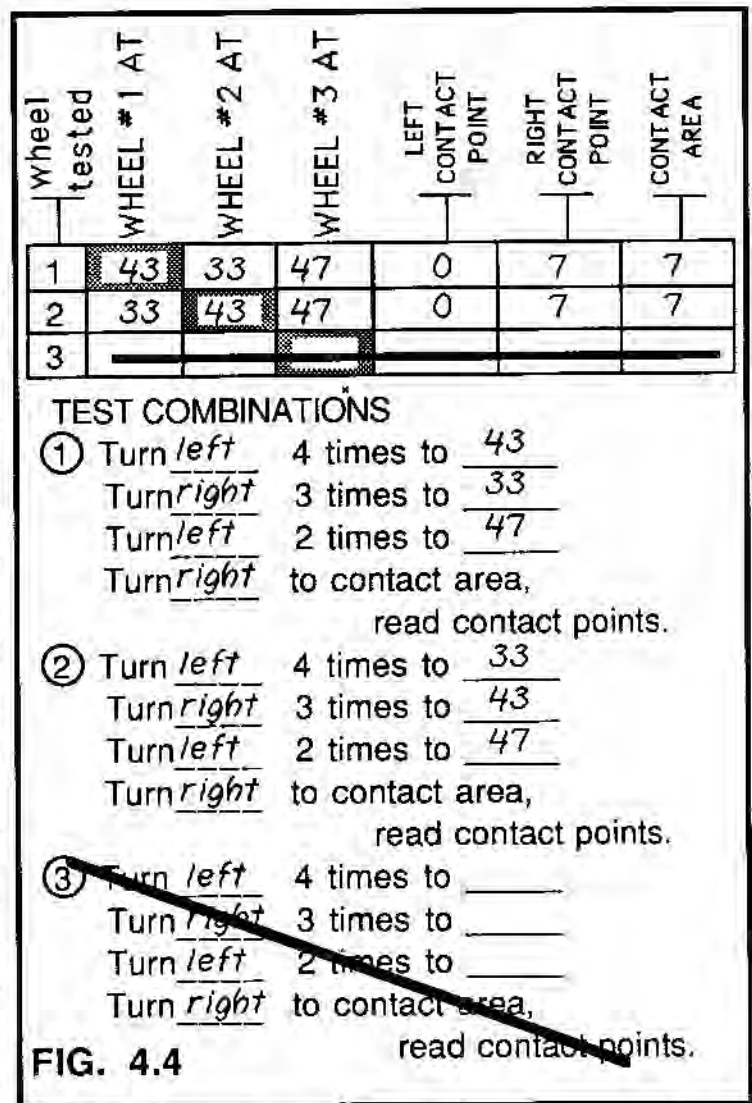 wheel tested
WHEEL #1 AT
WHEEL #2 AT
WHEEL #3 AT
LEFT CONTACT POINT
RIGHT CONTACT POINT
CONTACT AREA
1 43 33 47 0 7 7
2 33 43 47 0 7 7
3
TEST COMBINATIONS
① Turn left 4 times to 43
Turn right 3 times to 33
Turn left 2 times to 47
Turn right to contact area,
read contact points.
② Turn left 4 times to 33
Turn right 3 times to 43
Turn left 2 times to 47
Turn right to contact area,
read contact points.
③ Turn left 4 times to
Turn right 3 times to
Turn left 2 times to
Turn right to contact area,
read contact points.
FIG. 4.4